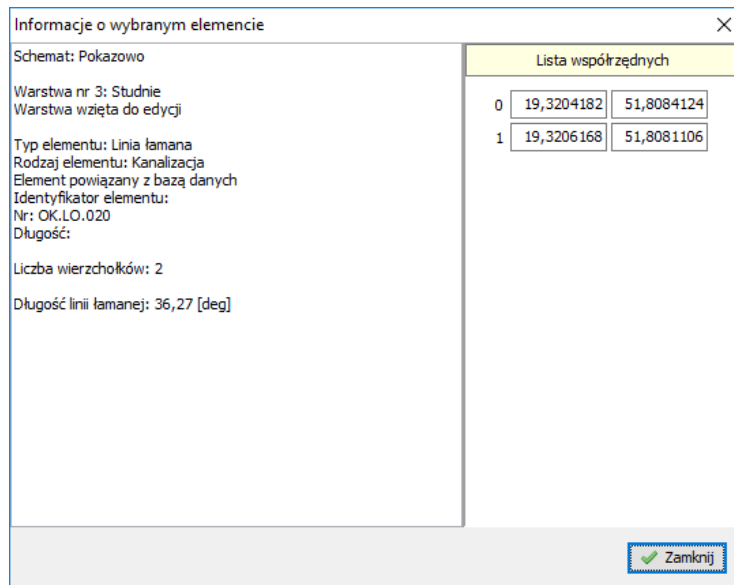 Informacje o wybranym elemencie
Schemat: Pokazowo
Warstwa nr 3: Studnie
Warstwa wzięta do edycji
Typ elementu: Linia łamana
Rodzaj elementu: Kanalizacja
Element powiązany z bazą danych
Identyfikator elementu:
Nr: OK.LO.020
Długość:
Liczba wierzchołków: 2
Długość linii łamanej: 36,27 [deg]
Lista współrzędnych
0 19,3204182 51,8084124
1 19,3206168 51,8081106
Zamknij